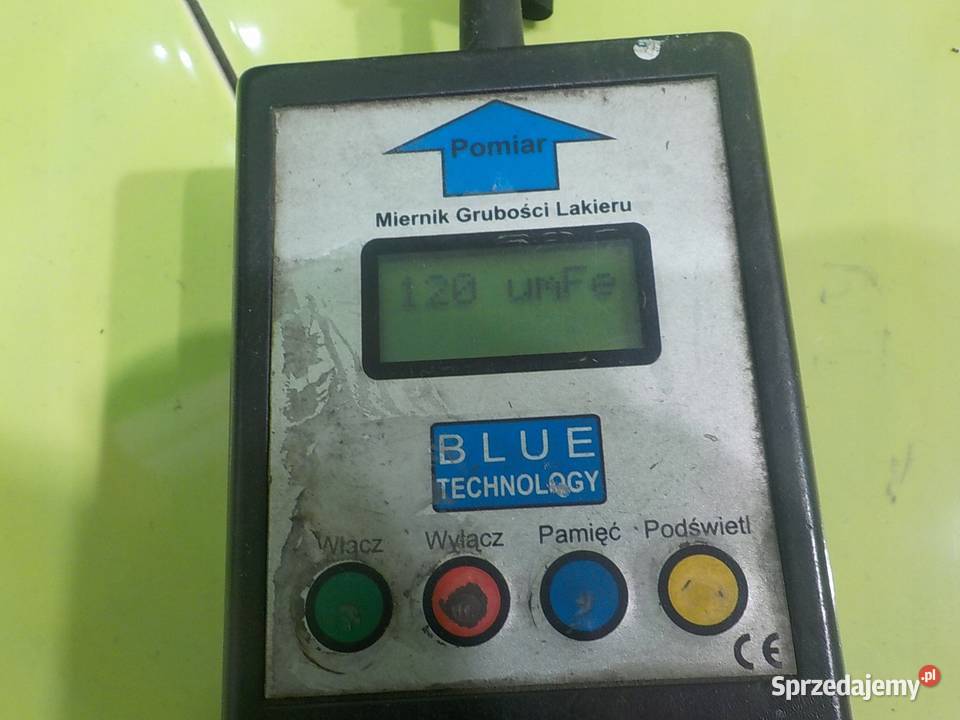 Pomiar
Miernik Grubości Lakieru
120 umFe
BLUE
TECHNOLOGY
Włącz Wyłącz Pamięć Podświetl
CE
Sprzedajemy.pl